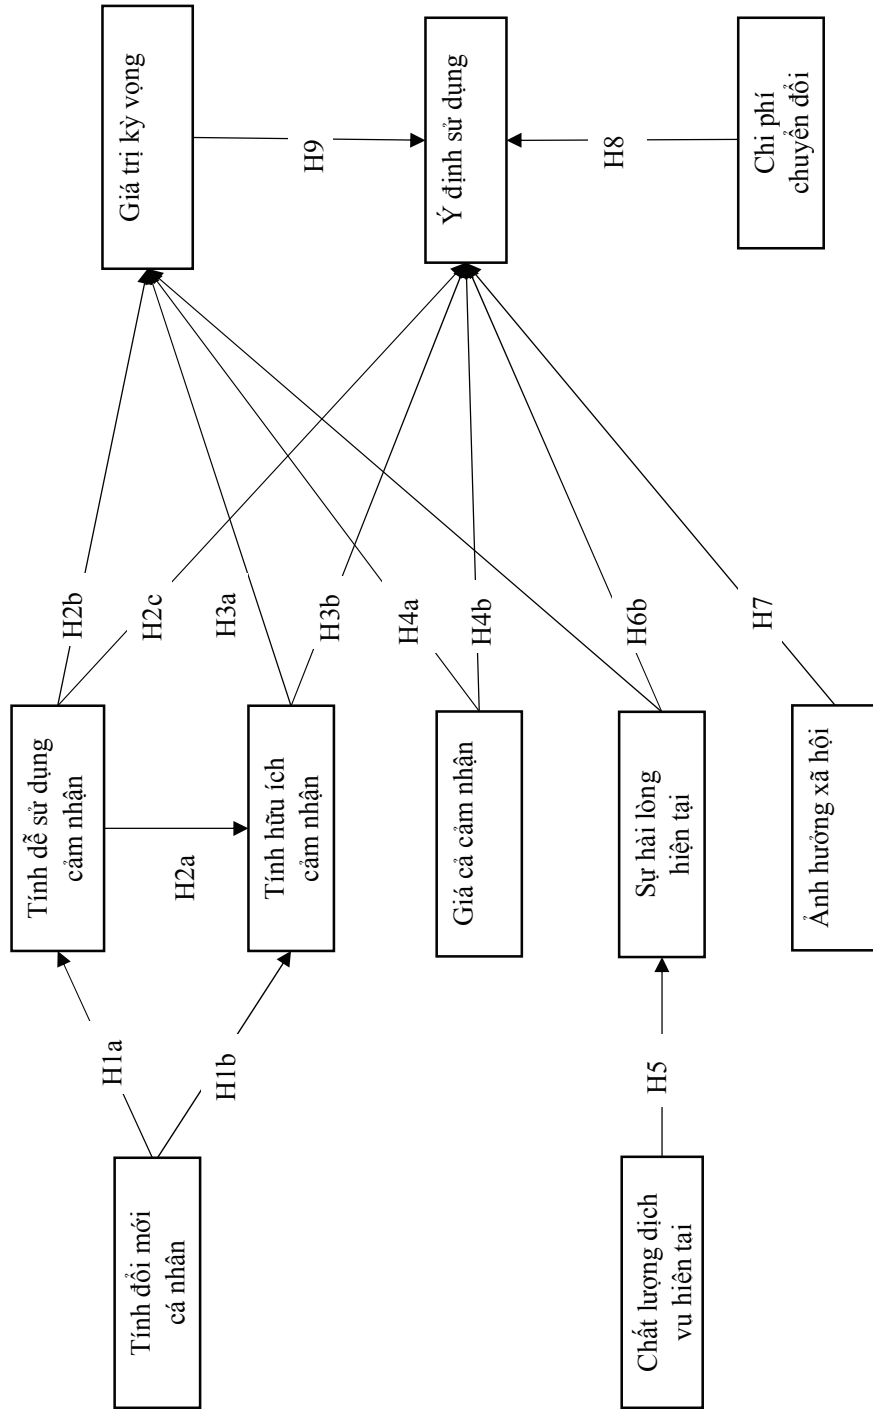 Tính đổi mới
cá nhân
Chất lượng dịch
vu hiên tai
H1a
H1b
H5
Tính dễ sử dụng
cảm nhận
H2a
Tính hữu ích
cảm nhận
Giá cả cảm nhận
Sự hài lòng
hiện tại
Ảnh hưởng xã hội
H2b
H2c
H3a
H3b
H4a
H4b
H6b
H7
Giá trị kỳ vọng
H9
Ý định sử dụng
H8
Chi phí
chuyển đổi